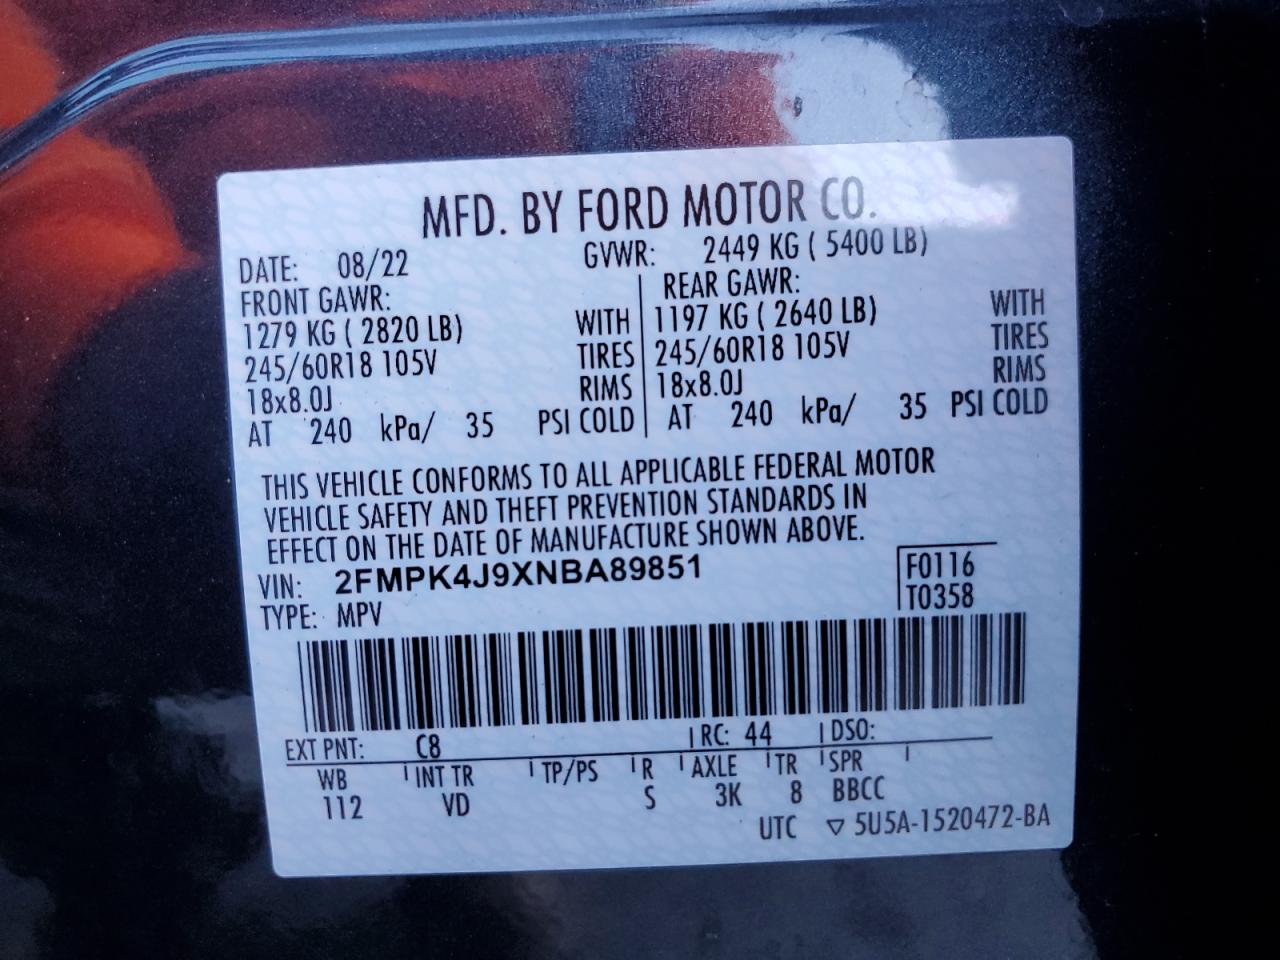 MFD. BY FORD MOTOR CO.
DATE: 08/22 GVWR: 2449 KG ( 5400 LB)
FRONT GAWR: REAR GAWR:
1279 KG ( 2820 LB) WITH 1197 KG ( 2640 LB) WITH
245/60R18 105V TIRES 245/60R18 105V TIRES
18x8.0J RIMS 18x8.0J RIMS
AT 240 kPa/ 35 PSI COLD AT 240 kPa/ 35 PSI COLD
THIS VEHICLE CONFORMS TO ALL APPLICABLE FEDERAL MOTOR
VEHICLE SAFETY AND THEFT PREVENTION STANDARDS IN
EFFECT ON THE DATE OF MANUFACTURE SHOWN ABOVE.
VIN: 2FMPK4J9XNBA89851 F0116
TYPE: MPV T0358
EXT PNT: C8 RC: 44 DSO:
WB INT TR TP/PS R AXLE TR SPR
112 VD S 3K 8 BBCC
UTC ▽ 5U5A-1520472-BA